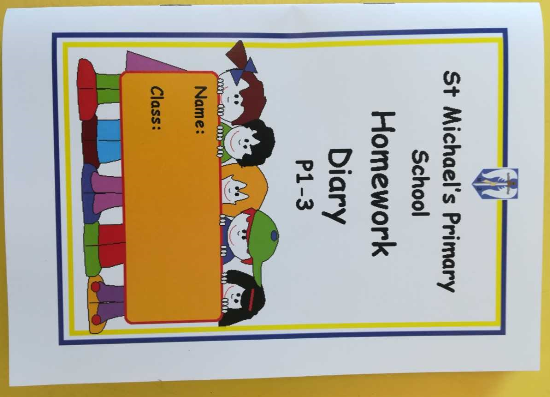 St Michael's Primary
School
Homework
Diary
P1-3
Name:
Class: